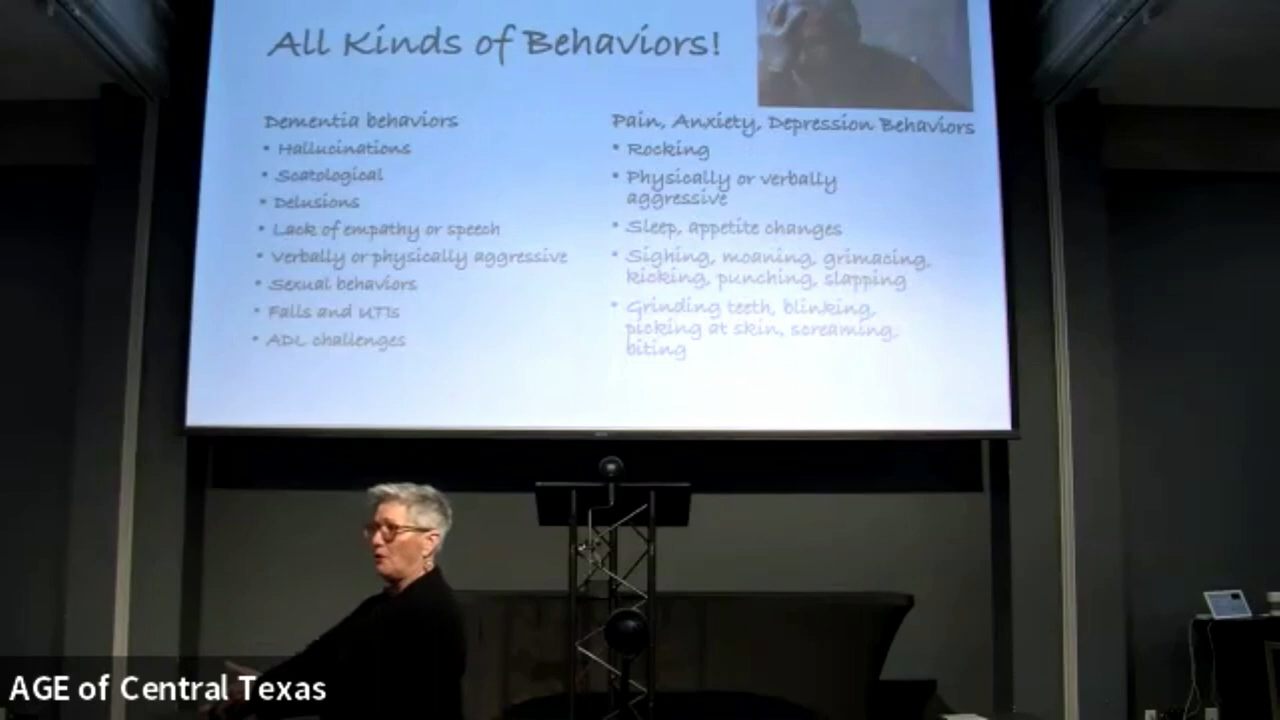 All Kinds of Behaviors!
Dementia behaviors
• Hallucinations
• Scatological
• Delusions
• Lack of empathy or speech
• Verbally or physically aggressive
• Sexual behaviors
• Falls and UTIs
• ADL challenges
Pain, Anxiety, Depression Behaviors
• Rocking
• Physically or verbally
aggressive
• Sleep, appetite changes
• Sighing, moaning, grimacing,
kicking, punching, slapping
• Grinding teeth, blinking,
picking at skin, screaming,
biting
AGE of Central Texas